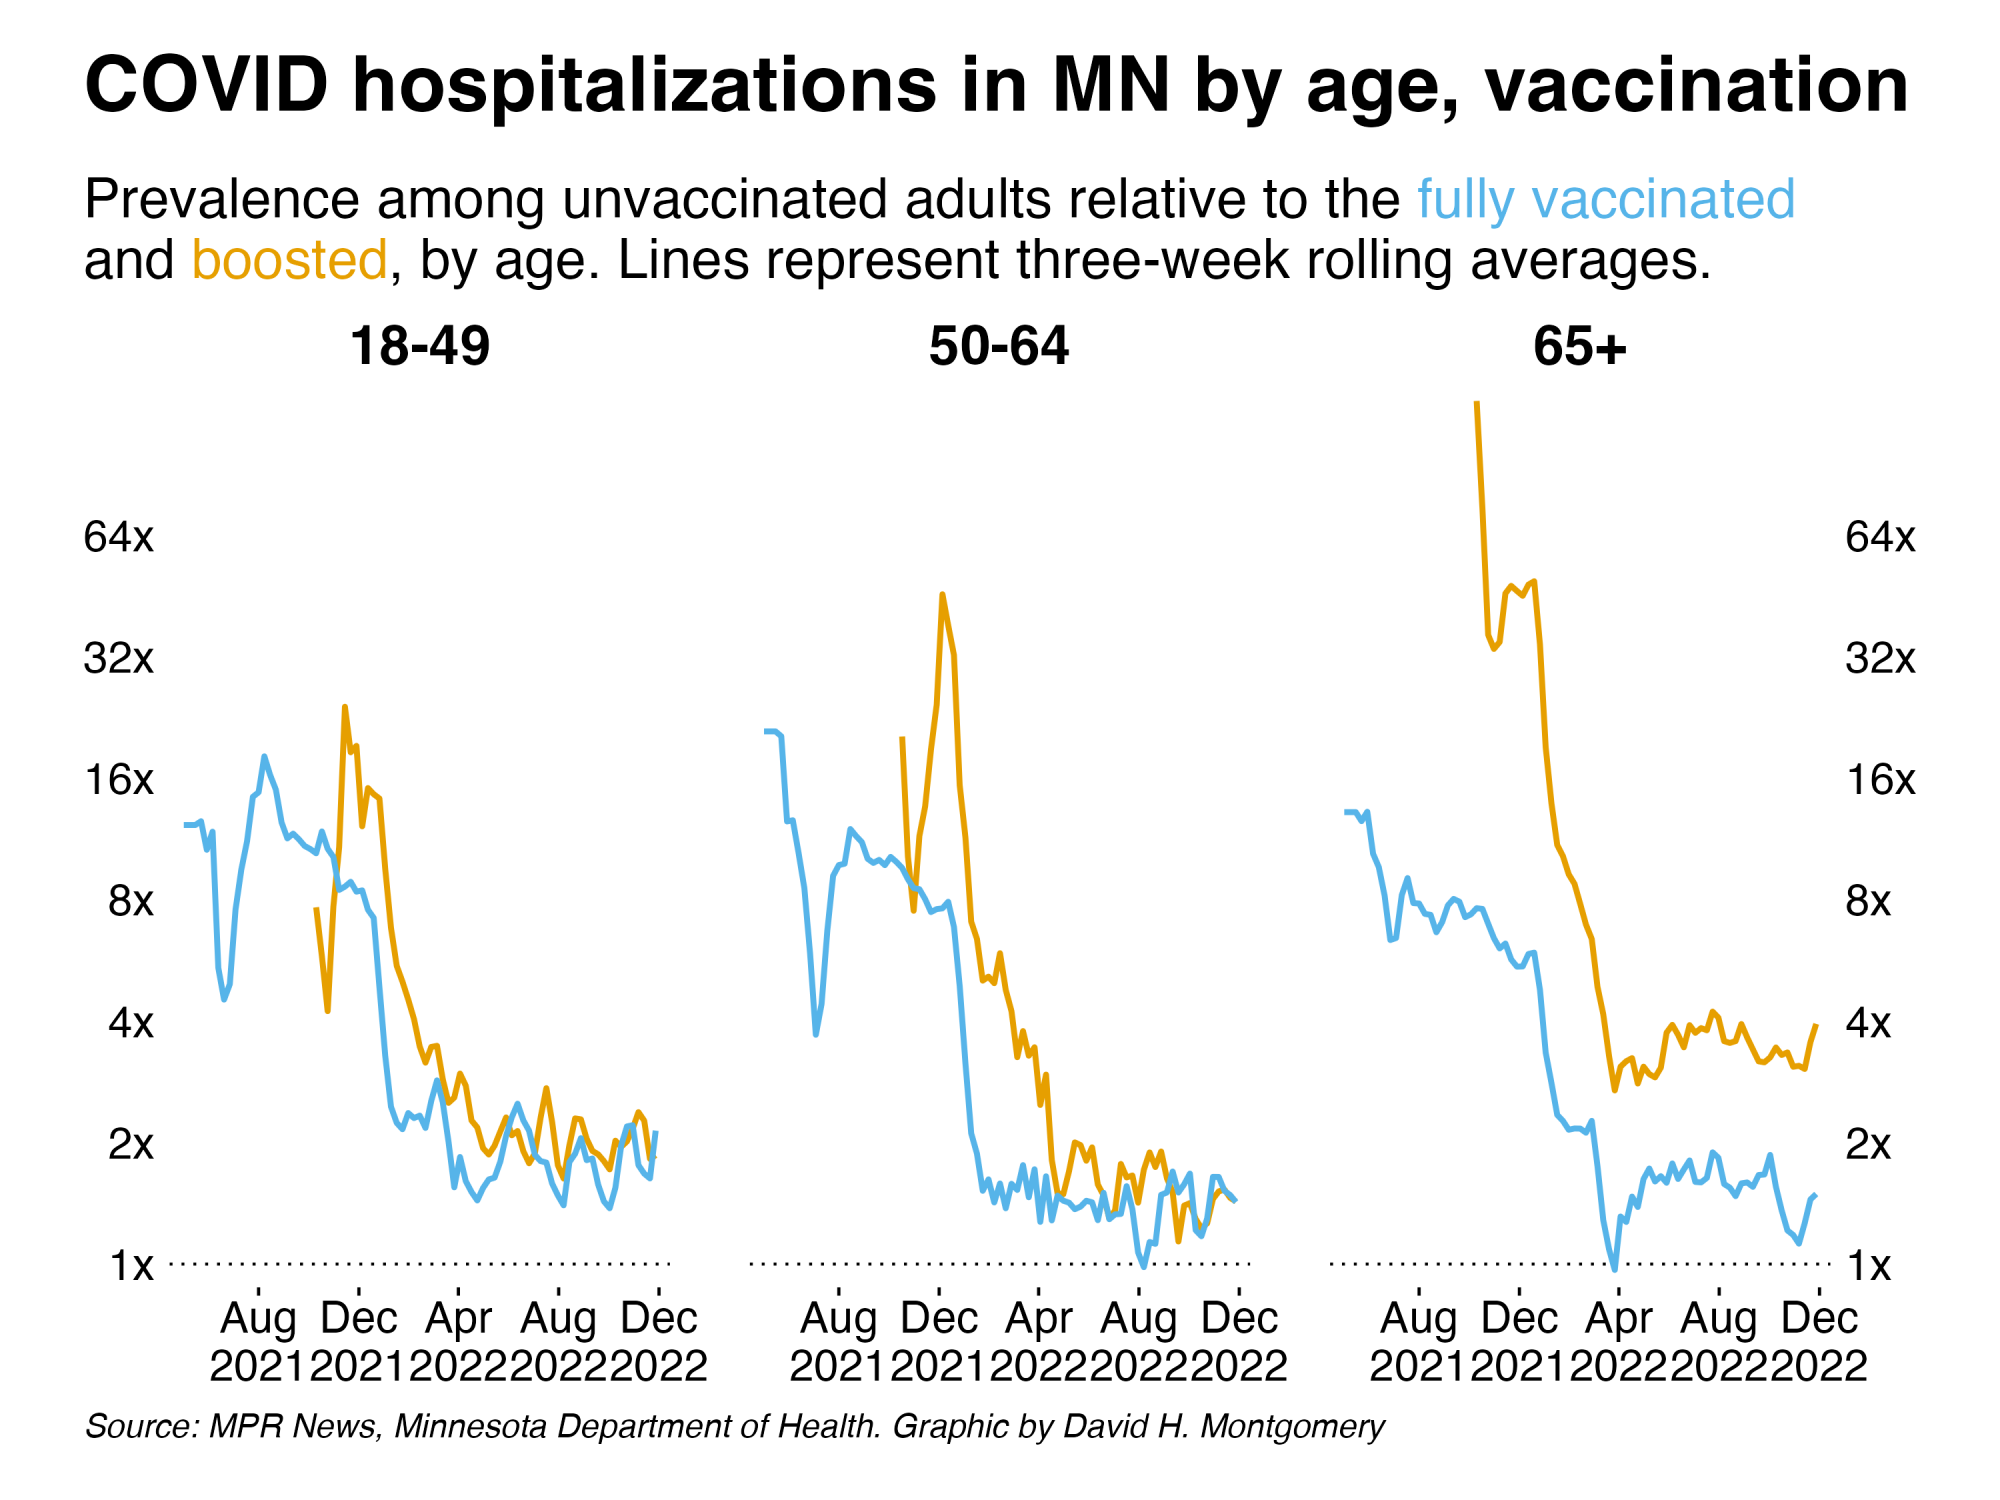 COVID hospitalizations in MN by age, vaccination
Prevalence among unvaccinated adults relative to the fully vaccinated
and boosted, by age. Lines represent three-week rolling averages.
18-49 50-64 65+
64x 64x
32x 32x
16x 16x
8x 8x
4x 4x
2x 2x
1x 1x
Aug Dec Apr Aug Dec Aug Dec Apr Aug Dec Aug Dec Apr Aug Dec
2021 2021 2022 2022 2022 2021 2021 2022 2022 2022 2021 2021 2022 2022 2022
Source: MPR News, Minnesota Department of Health. Graphic by David H. Montgomery